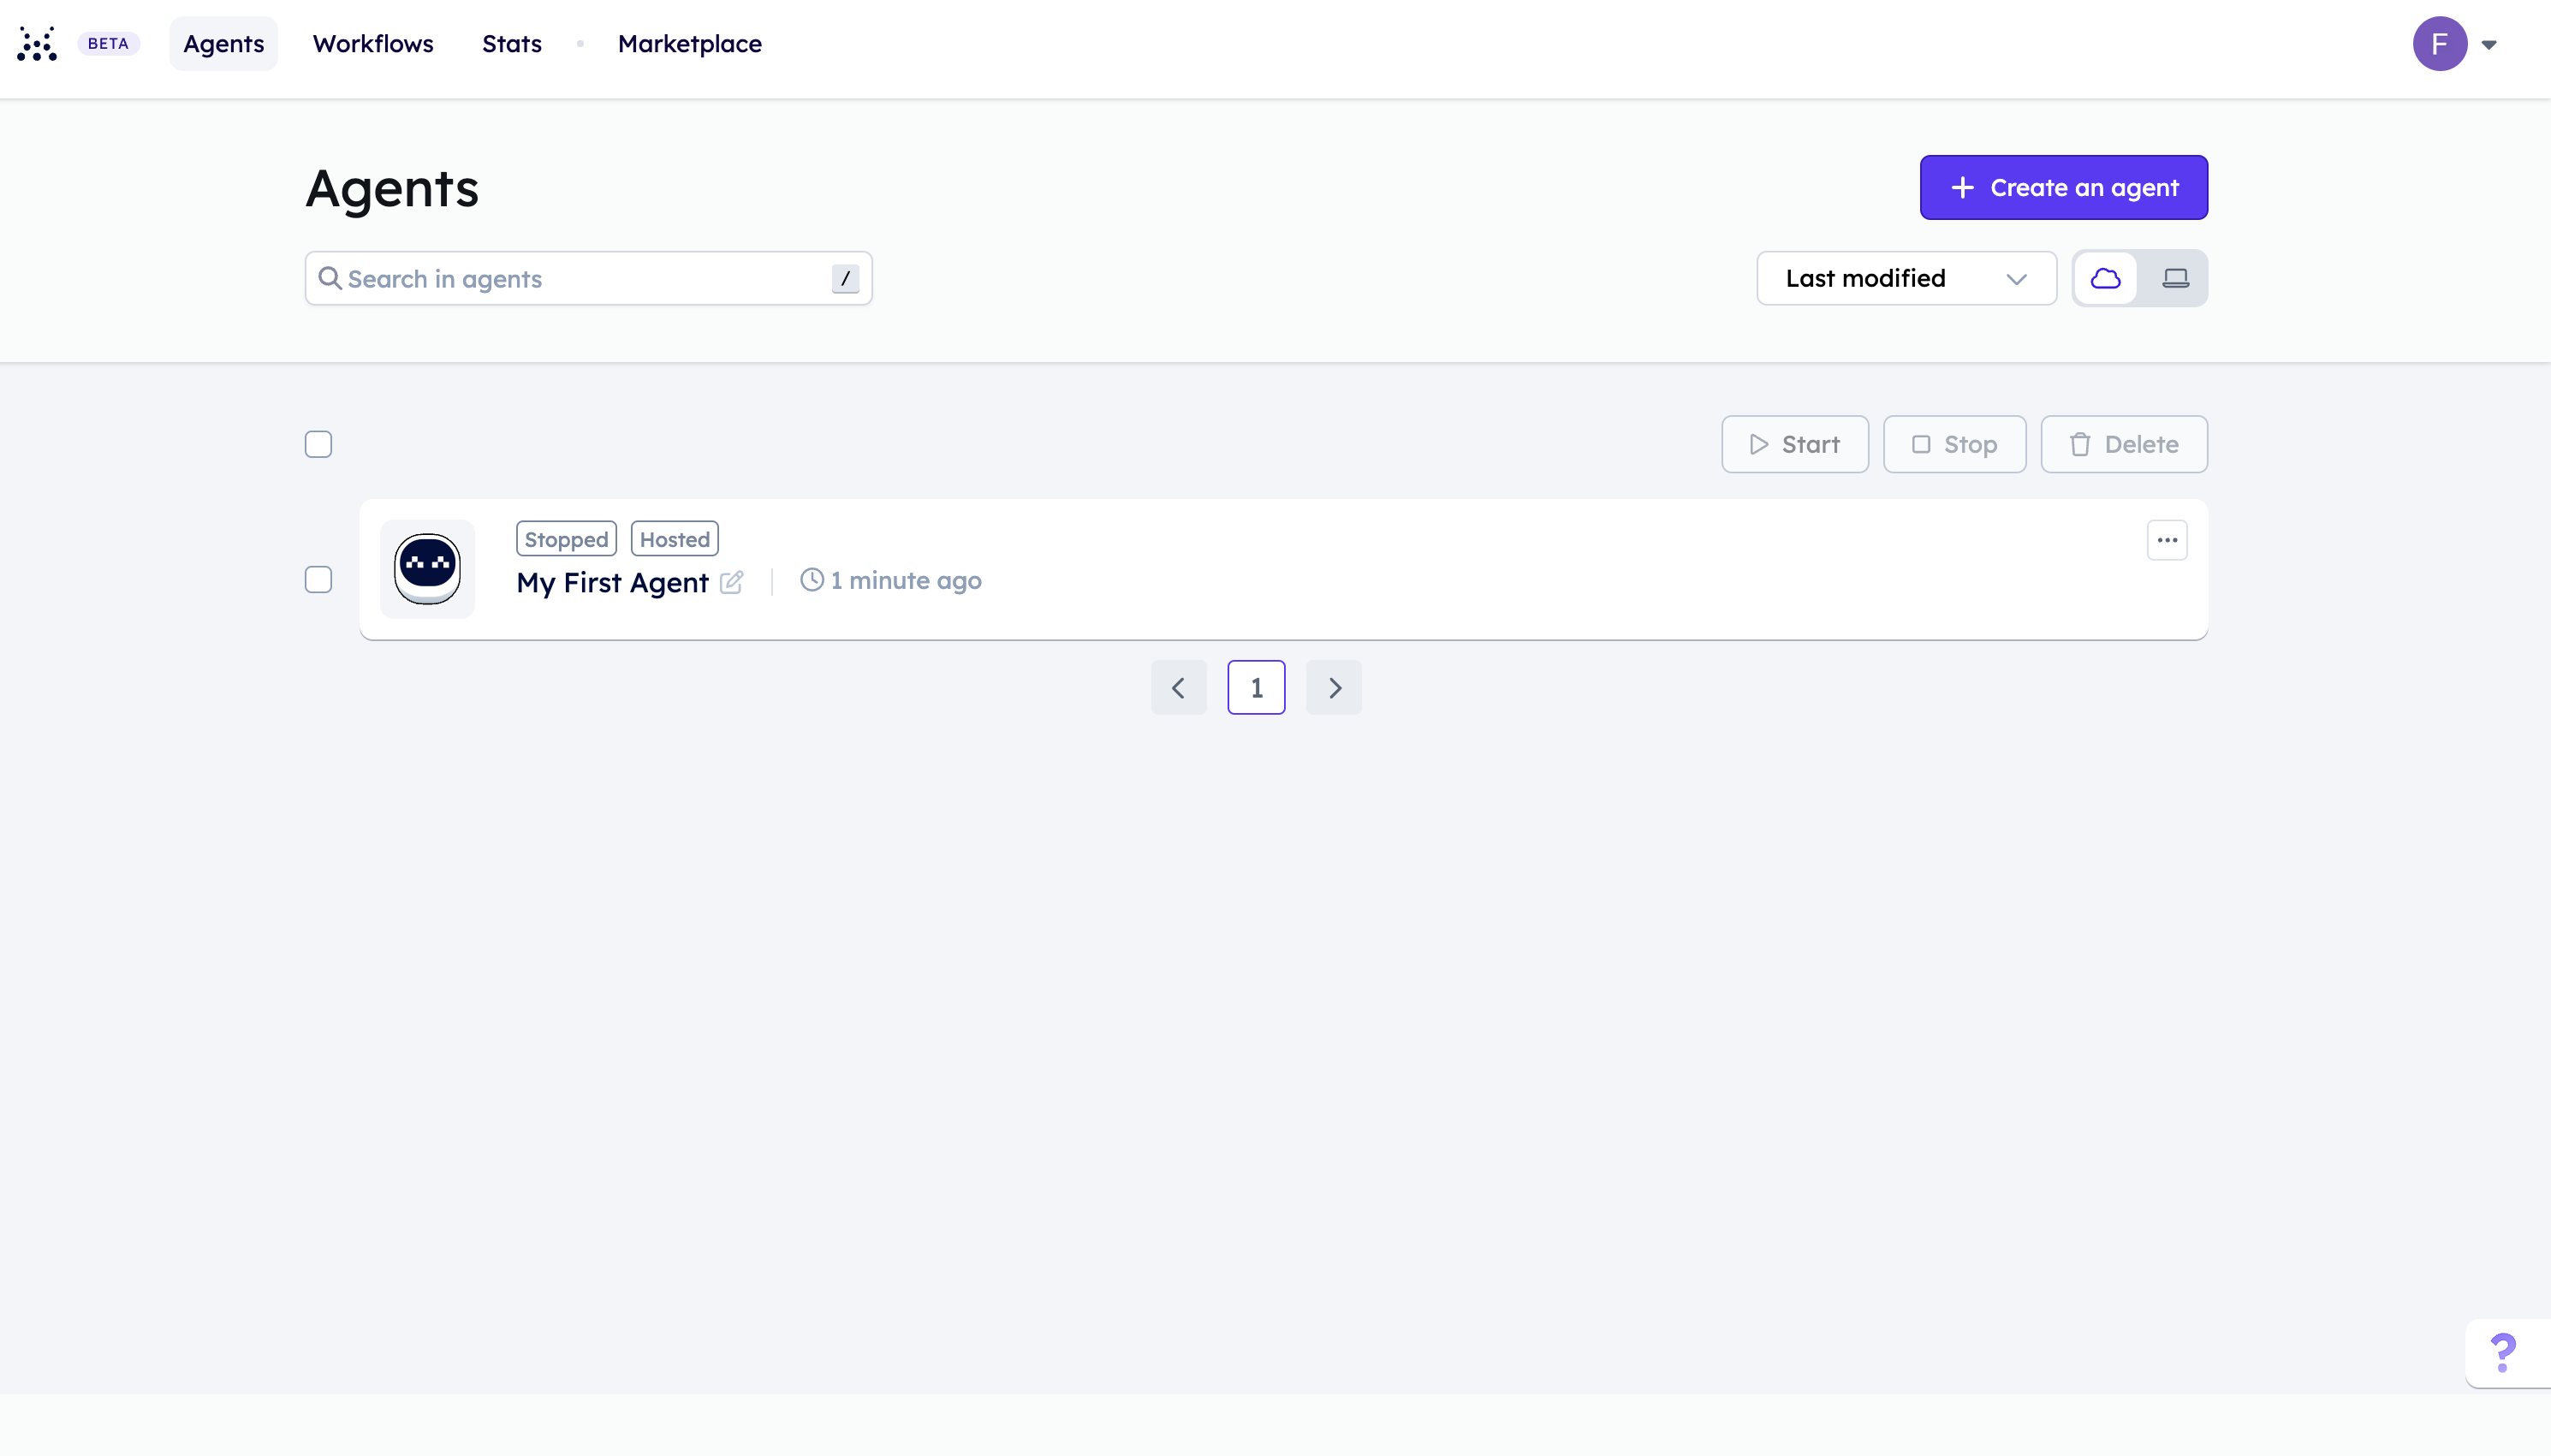 BETA
Agents
Workflows
Stats
Marketplace
F
Agents
Create an agent
Search in agents
/
Last modified
Start
Stop
Delete
Stopped
Hosted
My First Agent
1 minute ago
1
?